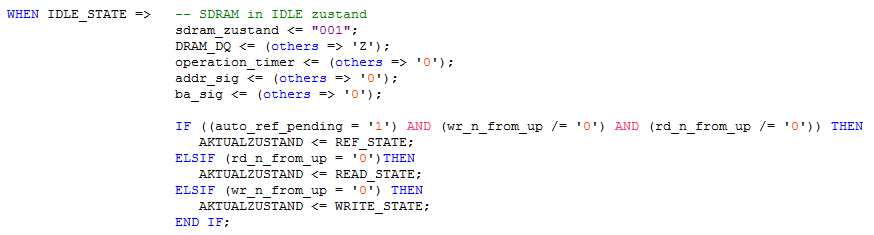 WHEN IDLE_STATE =>   -- SDRAM in IDLE zustand
                     sdram_zustand <= "001";
                     DRAM_DQ <= (others => 'Z');
                     operation_timer <= (others => '0');
                     addr_sig <= (others => '0');
                     ba_sig <= (others => '0');

                     IF ((auto_ref_pending = '1') AND (wr_n_from_up /= '0') AND (rd_n_from_up /= '0')) THEN
                        AKTUALZUSTAND <= REF_STATE;
                     ELSIF (rd_n_from_up = '0')THEN
                        AKTUALZUSTAND <= READ_STATE;
                     ELSIF (wr_n_from_up = '0') THEN
                        AKTUALZUSTAND <= WRITE_STATE;
                     END IF;